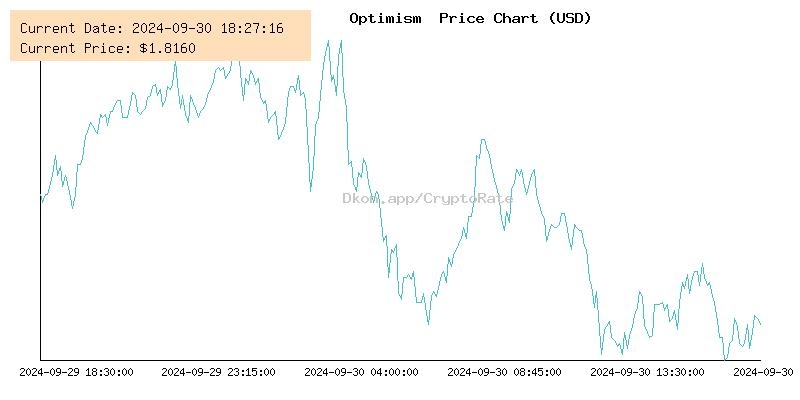 Optimism  Price Chart (USD)
Current Date: 2024-09-30 18:27:16
Current Price: $1.8160
Dkon.app/CryptoRate
2024-09-29 18:30:00 2024-09-29 23:15:00 2024-09-30 04:00:00 2024-09-30 08:45:00 2024-09-30 13:30:00 2024-09-30